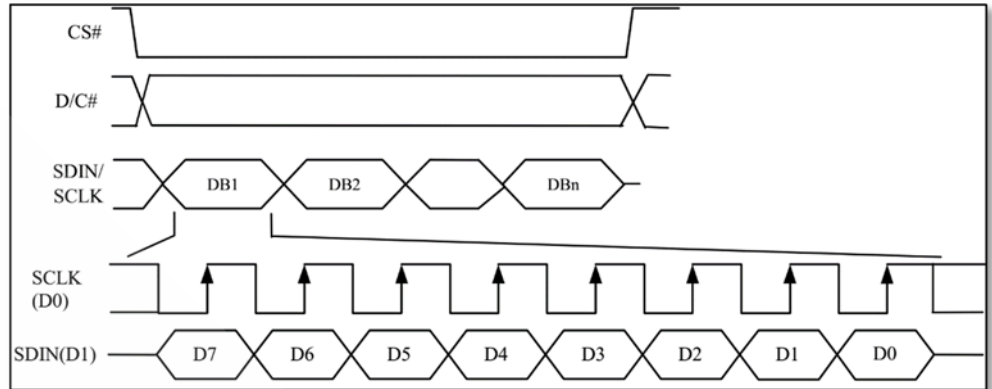 CS#
D/C#
SDIN/
SCLK
DB1 DB2 DBn
SCLK
(D0)
SDIN(D1) D7 D6 D5 D4 D3 D2 D1 D0